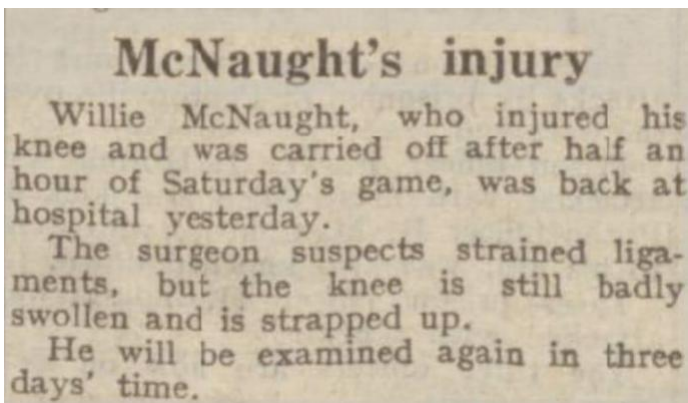 McNaught's injury
Willie McNaught, who injured his
knee and was carried off after half an
hour of Saturday's game, was back at
hospital yesterday.
The surgeon suspects strained liga-
ments, but the knee is still badly
swollen and is strapped up.
He will be examined again in three
days' time.